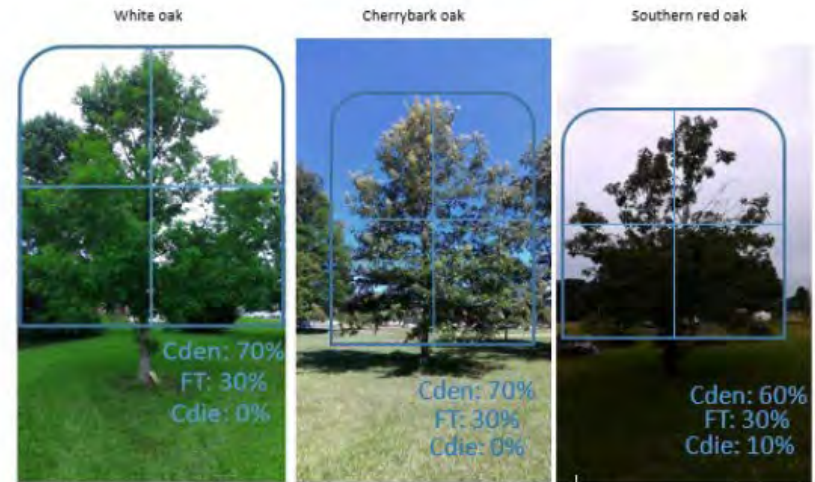 White oak
Cherrybark oak
Southern red oak
Cden: 70%
FT: 30%
Cdie: 0%
Cden: 70%
FT: 30%
Cdie: 0%
Cden: 60%
FT: 30%
Cdie: 10%